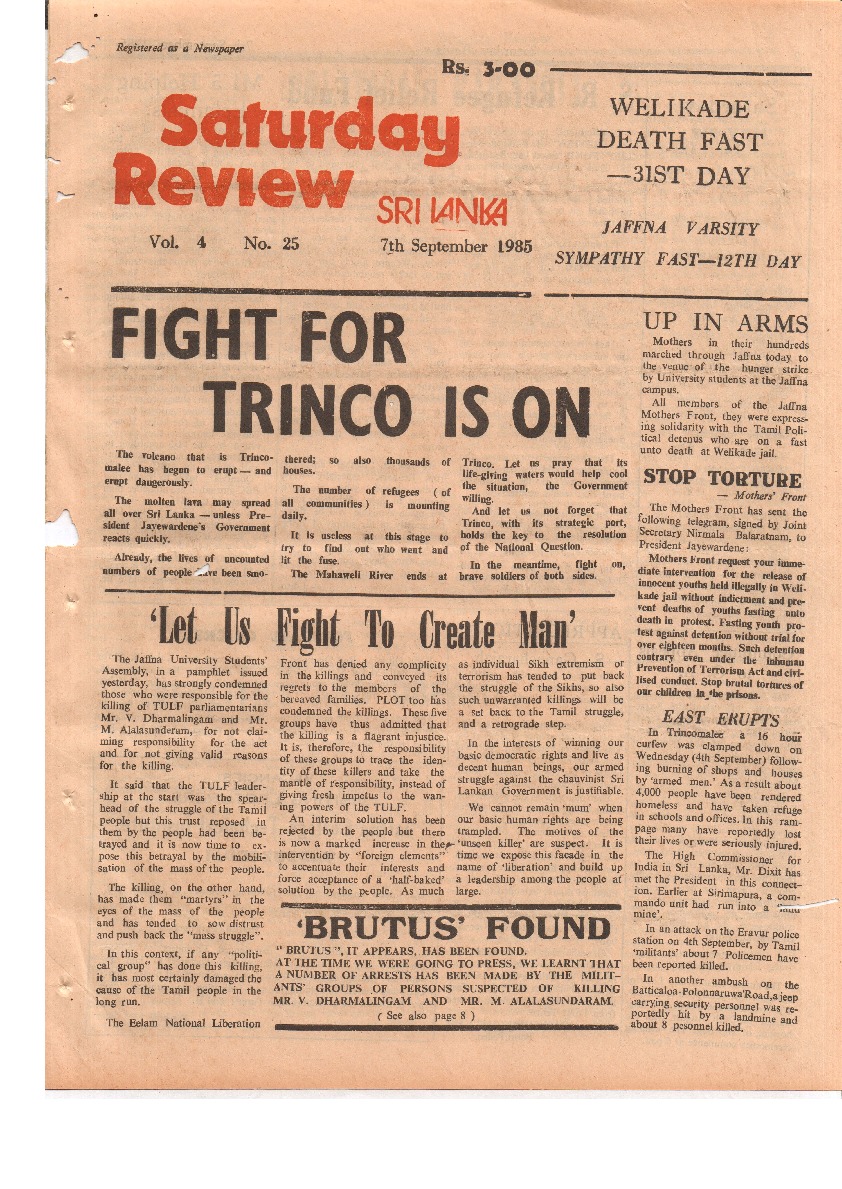 Registered as a Newspaper
Rs. 3-00
Saturday
Review
SRI LANKA
Vol. 4 No. 25 7th September 1985
WELIKADE
DEATH FAST
—31ST DAY
JAFFNA VARSITY
SYMPATHY FAST—12TH DAY
FIGHT FOR
TRINCO IS ON
The volcano that is Trinco-
malee has begun to erupt — and
erupt dangerously.
The molten lava may spread
all over Sri Lanka — unless Pre-
sident Jayewardene's Government
reacts quickly.
Already, the lives of uncounted
numbers of people have been smo-
thered; so also thousands of
houses.
The number of refugees ( of
all communities ) is mounting
daily.
It is useless at this stage to
try to find out who went and
lit the fuse.
The Mahaweli River ends at
Trinco. Let us pray that its
life-giving waters would help cool
the situation, the Government
willing.
And let us not forget that
Trinco, with its strategic port,
holds the key to the resolution
of the National Question.
In the meantime, fight on,
brave soldiers of both sides.
'Let Us Fight To Create Man'
The Jaffna University Students'
Assembly, in a pamphlet issued
yesterday, has strongly condemned
those who were responsible for the
killing of TULF parliamentarians
Mr. V. Dharmalingam and Mr.
M. Alalasunderam, for not clai-
ming responsibility for the act
and for not giving valid reasons
for the killing.
It said that the TULF leader-
ship at the start was the spear-
head of the struggle of the Tamil
people but this trust reposed in
them by the people had been be-
trayed and it is now time to ex-
pose this betrayal by the mobili-
sation of the mass of the people.
The killing, on the other hand,
has made them "martyrs" in the
eyes of the mass of the people
and has tended to sow distrust
and push back the "mass struggle".
In this context, if any "politi-
cal group" has done this killing,
it has most certainly damaged the
cause of the Tamil people in the
long run.
The Eelam National Liberation
Front has denied any complicity
in the killings and conveyed its
regrets to the members of the
bereaved families. PLOT too has
condemned the killings. These five
groups have thus admitted that
the killing is a flagrant injustice.
It is, therefore, the responsibility
of these groups to trace the iden-
tity of these killers and take the
mantle of responsibility, instead of
giving fresh impetus to the wan-
ing powers of the TULF.
An interim solution has been
rejected by the people but there
is now a marked increase in the
intervention by "foreign elements"
to accentuate their interests and
force acceptance of a 'half-baked'
solution by the people. As much
as individual Sikh extremism or
terrorism has tended to put back
the struggle of the Sikhs, so also
such unwarranted killings will be
a set back to the Tamil struggle,
and a retrograde step.
In the interests of 'winning our
basic democratic rights and live as
decent human beings, our armed
struggle against the chauvinist Sri
Lankan Government is justifiable.
We cannot remain 'mum' when
our basic human rights are being
trampled. The motives of the
'unseen killer' are suspect. It is
time we expose this facade in the
name of 'liberation' and build up
a leadership among the people at
large.
'BRUTUS' FOUND
" BRUTUS ", IT APPEARS, HAS BEEN FOUND.
AT THE TIME WE WERE GOING TO PRESS, WE LEARNT THAT
A NUMBER OF ARRESTS HAS BEEN MADE BY THE MILIT-
ANTS' GROUPS OF PERSONS SUSPECTED OF KILLING
MR. V. DHARMALINGAM AND MR. M. ALALASUNDARAM.
( See also page 8 )
UP IN ARMS
Mothers in their hundreds
marched through Jaffna today to
the venue of the hunger strike
by University students at the Jaffna
campus.
All members of the Jaffna
Mothers Front, they were express-
ing solidarity with the Tamil Poli-
tical detenus who are on a fast
unto death at Welikade jail.
STOP TORTURE
— Mothers' Front
The Mothers Front has sent the
following telegram, signed by Joint
Secretary Nirmala Balaratnam, to
President Jayewardene:
Mothers Front request your imme-
diate intervention for the release of
innocent youths held illegally in Weli-
kade jail without indictment and pre-
vent deaths of youths fasting unto
death in protest. Fasting youth pro-
test against detention without trial for
over eighteen months. Such detention
contrary even under the inhuman
Prevention of Terrorism Act and civi-
lised conduct. Stop brutal tortures of
our children in the prisons.
EAST ERUPTS
In Trincomalee a 16 hour
curfew was clamped down on
Wednesday (4th September) follow-
ing burning of shops and houses
by 'armed men.' As a result about
4,000 people have been rendered
homeless and have taken refuge
in schools and offices. In this ram-
page many have reportedly lost
their lives or were seriously injured.
The High Commissioner for
India in Sri Lanka, Mr. Dixit has
met the President in this connect-
ion. Earlier at Sirimapura, a com-
mando unit had run into a
mine'.
In an attack on the Eravur police
station on 4th September, by Tamil
'militants' about 7 Policemen have
been reported killed.
In another ambush on the
Batticaloa-Polonnaruwa Road, a jeep
carrying security personnel was re-
portedly hit by a landmine and
about 8 pesonnel killed.